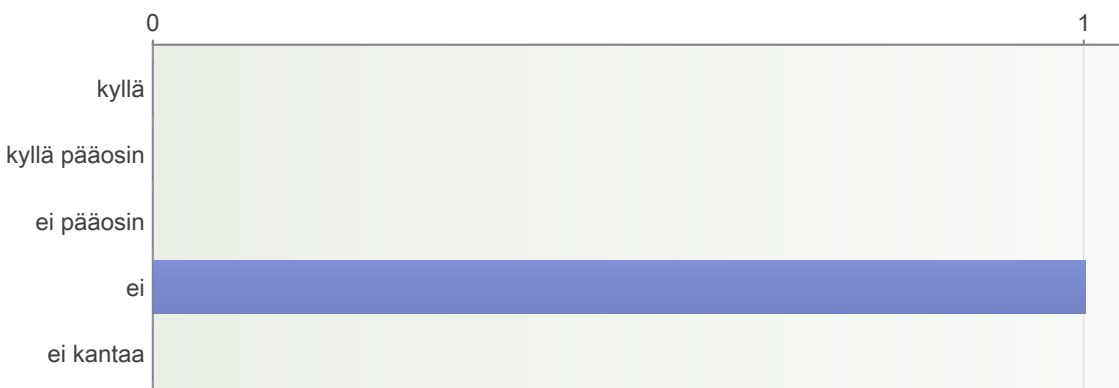 0 1
kyllä
kyllä pääosin
ei pääosin
ei
ei kantaa